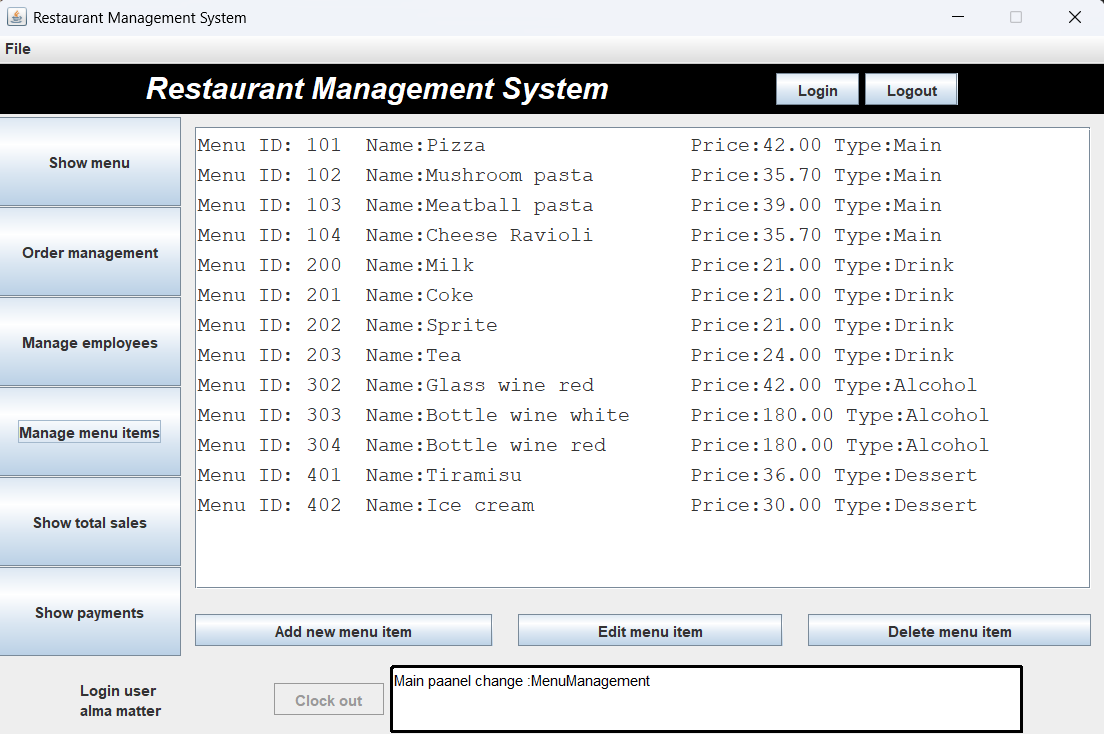 Restaurant Management System
File
Restaurant Management System
Login
Logout
Show menu
Order management
Manage employees
Manage menu items
Show total sales
Show payments
Menu ID: 101  Name:Pizza                 Price:42.00 Type:Main
Menu ID: 102  Name:Mushroom pasta        Price:35.70 Type:Main
Menu ID: 103  Name:Meatball pasta        Price:39.00 Type:Main
Menu ID: 104  Name:Cheese Ravioli        Price:35.70 Type:Main
Menu ID: 200  Name:Milk                  Price:21.00 Type:Drink
Menu ID: 201  Name:Coke                  Price:21.00 Type:Drink
Menu ID: 202  Name:Sprite                Price:21.00 Type:Drink
Menu ID: 203  Name:Tea                   Price:24.00 Type:Drink
Menu ID: 302  Name:Glass wine red        Price:42.00 Type:Alcohol
Menu ID: 303  Name:Bottle wine white     Price:180.00 Type:Alcohol
Menu ID: 304  Name:Bottle wine red       Price:180.00 Type:Alcohol
Menu ID: 401  Name:Tiramisu              Price:36.00 Type:Dessert
Menu ID: 402  Name:Ice cream             Price:30.00 Type:Dessert
Add new menu item
Edit menu item
Delete menu item
Login user
alma matter
Clock out
Main paanel change :MenuManagement